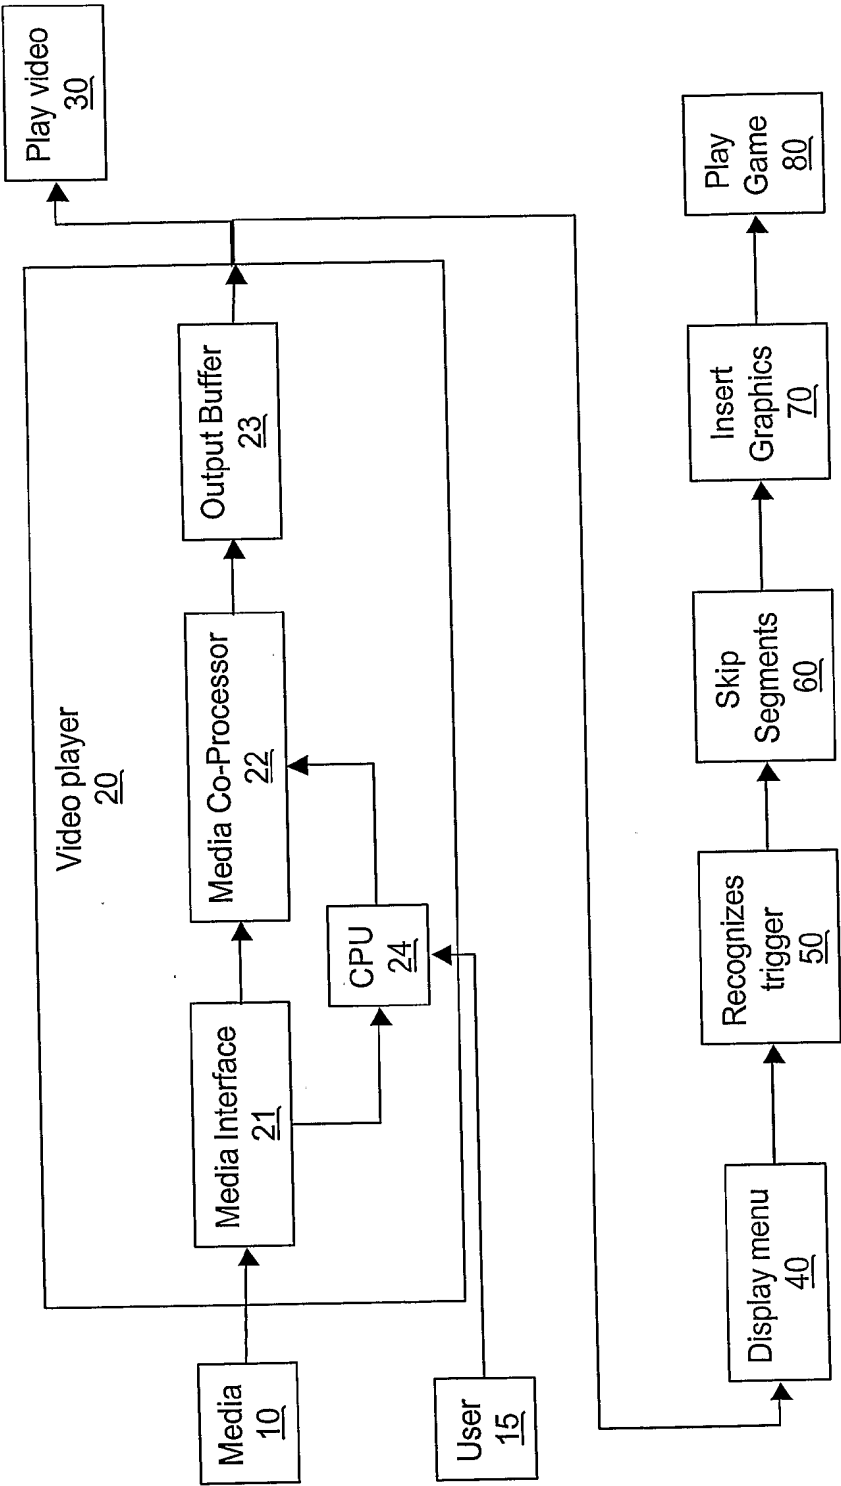 Play video
30
Video player
20
Media
10
Media Interface
21
Media Co-Processor
22
Output Buffer
23
CPU
24
User
15
Display menu
40
Recognizes
trigger
50
Skip
Segments
60
Insert
Graphics
70
Play
Game
80